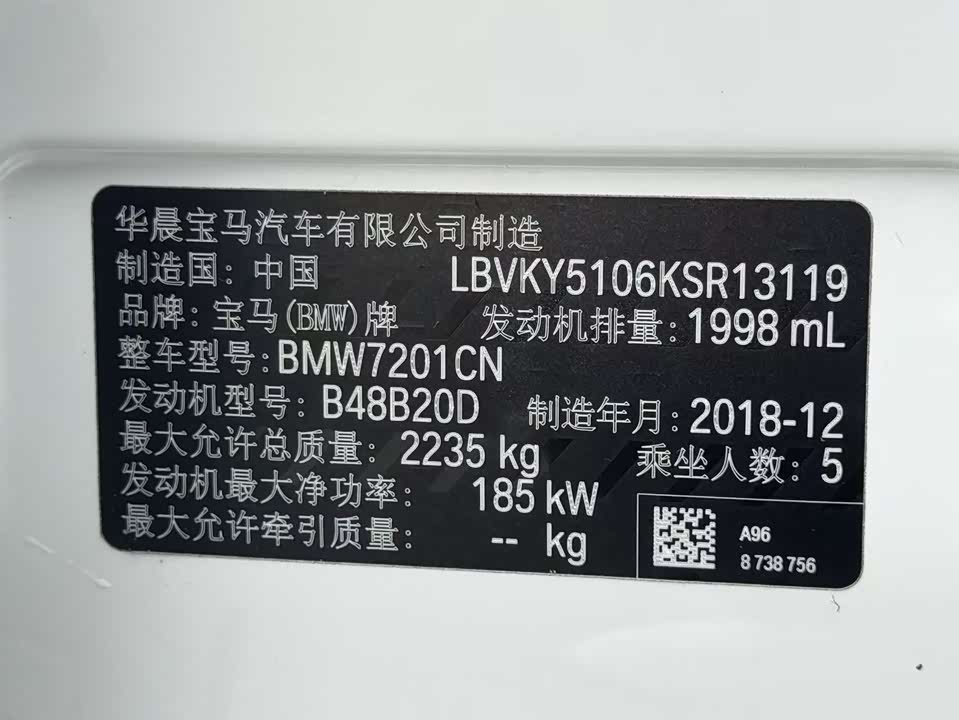 华晨宝马汽车有限公司制造
制造国: 中国 LBVKY5106KSR13119
品牌: 宝马(BMW)牌 发动机排量: 1998 mL
整车型号: BMW7201CN
发动机型号: B48B20D 制造年月: 2018-12
最大允许总质量: 2235 kg 乘坐人数: 5
发动机最大净功率: 185 kW
最大允许牵引质量: -- kg
A96
8 738 756